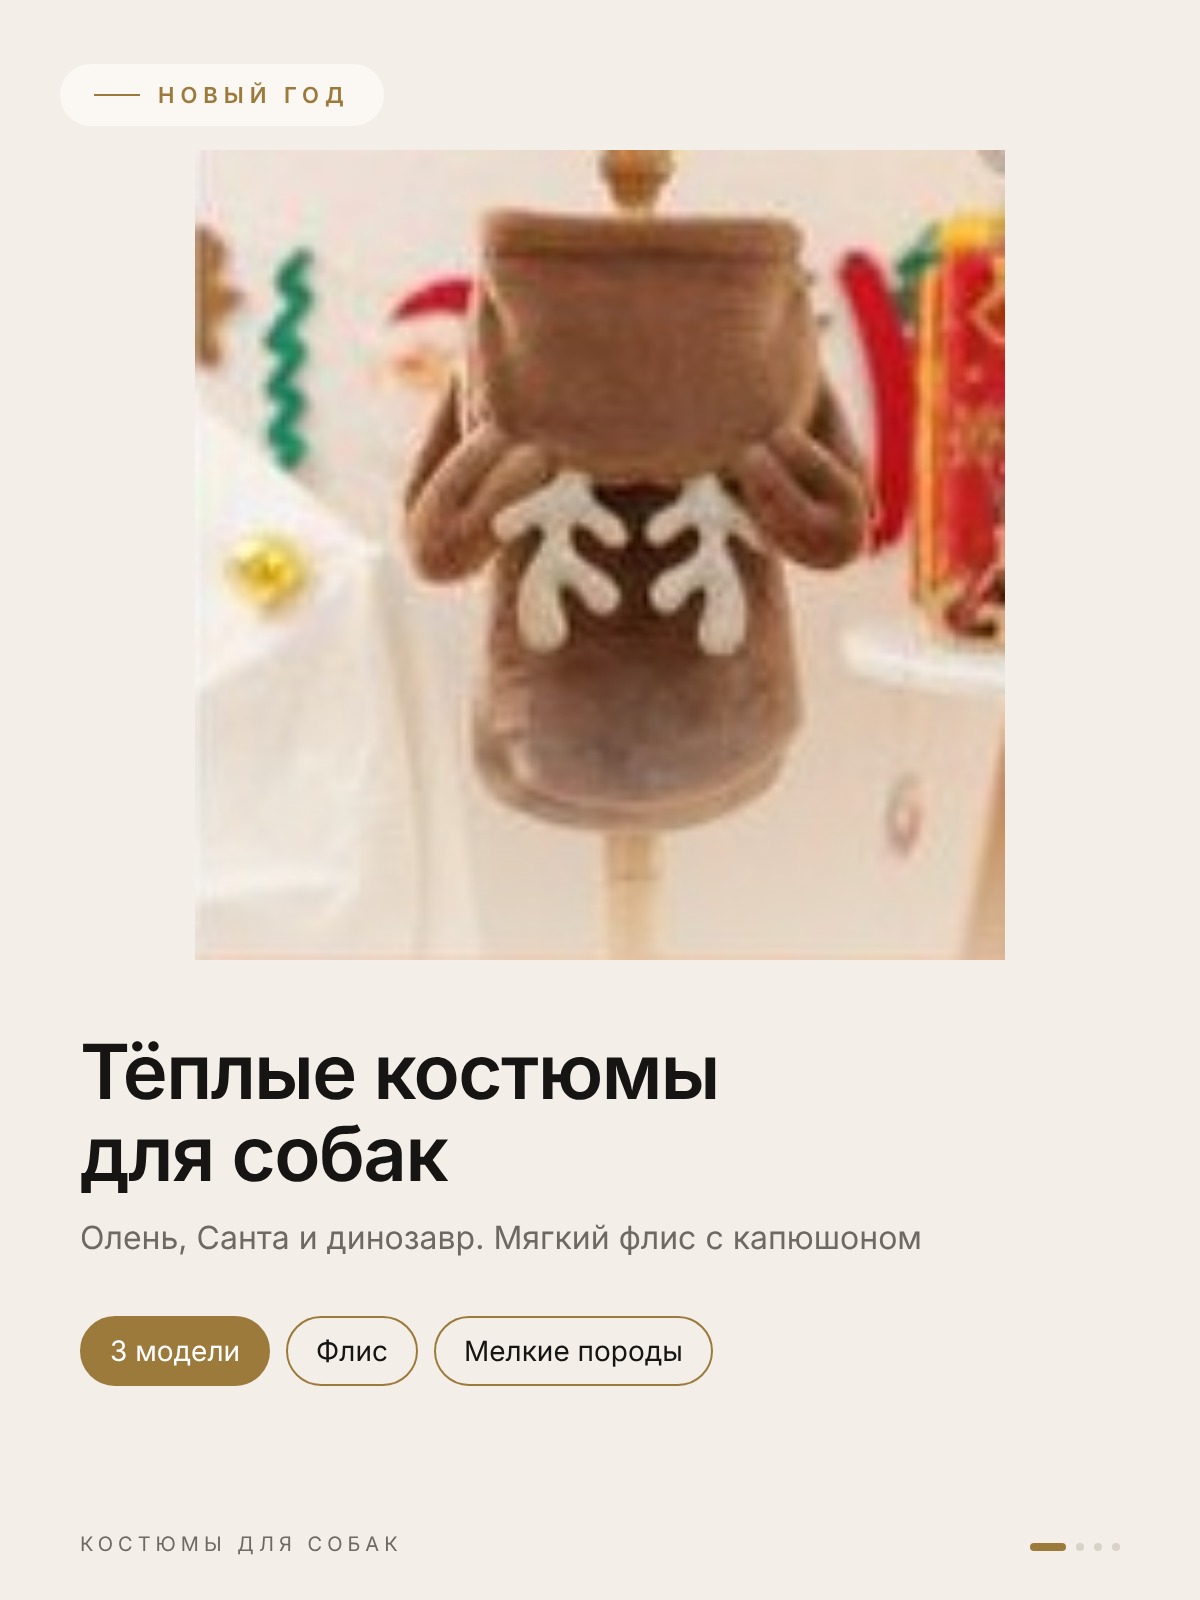 НОВЫЙ ГОД
Тёплые костюмы
для собак
Олень, Санта и динозавр. Мягкий флис с капюшоном
3 модели
Флис
Мелкие породы
КОСТЮМЫ ДЛЯ СОБАК